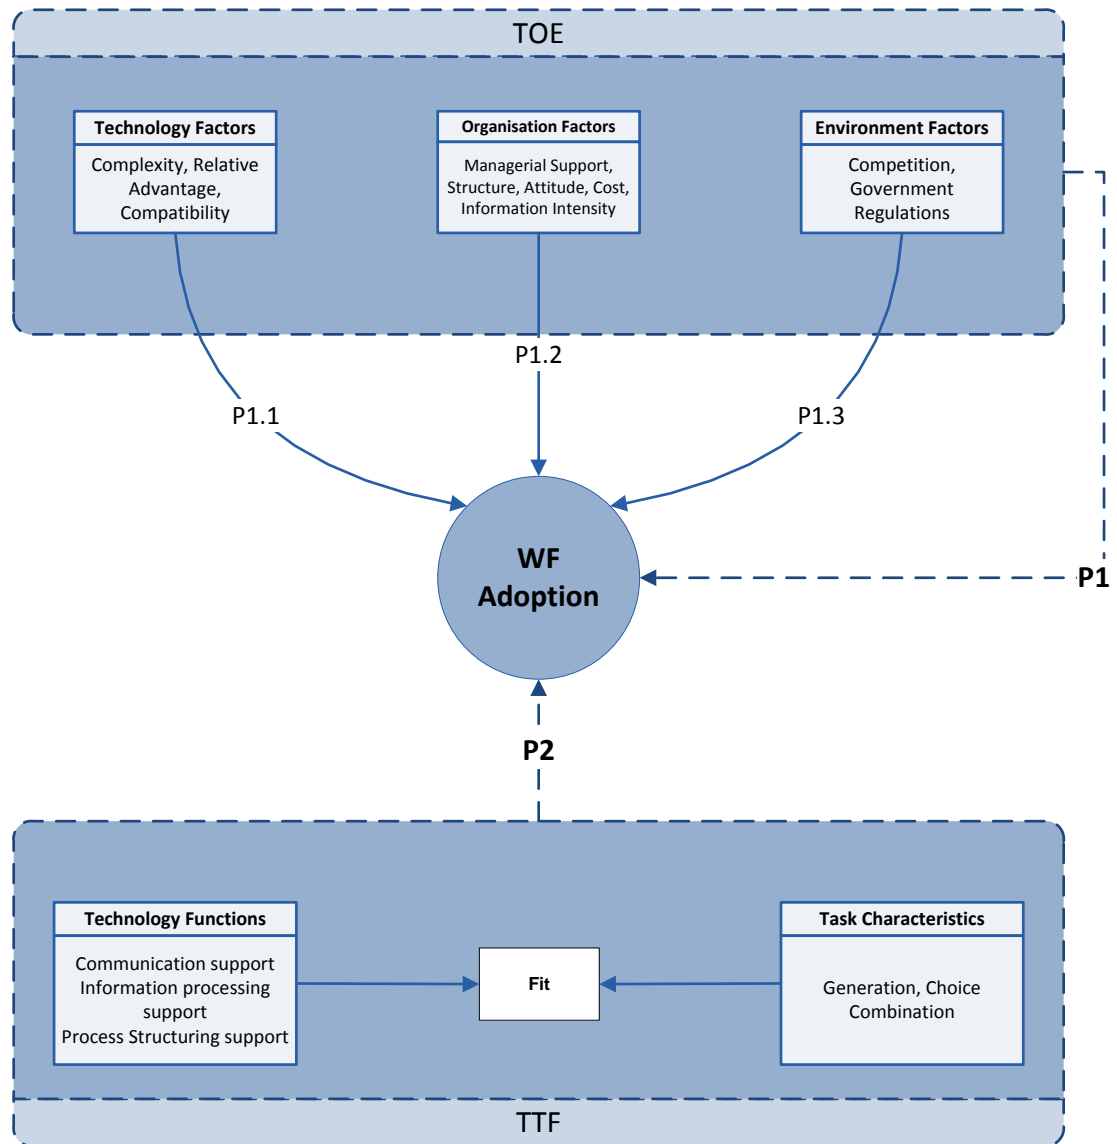 TOE
Technology Factors
Complexity, Relative
Advantage,
Compatibility
Organisation Factors
Managerial Support,
Structure, Attitude, Cost,
Information Intensity
Environment Factors
Competition,
Government
Regulations
P1.2
P1.1
P1.3
WF
Adoption
P1
P2
Technology Functions
Communication support
Information processing
support
Process Structuring support
Fit
Task Characteristics
Generation, Choice
Combination
TTF